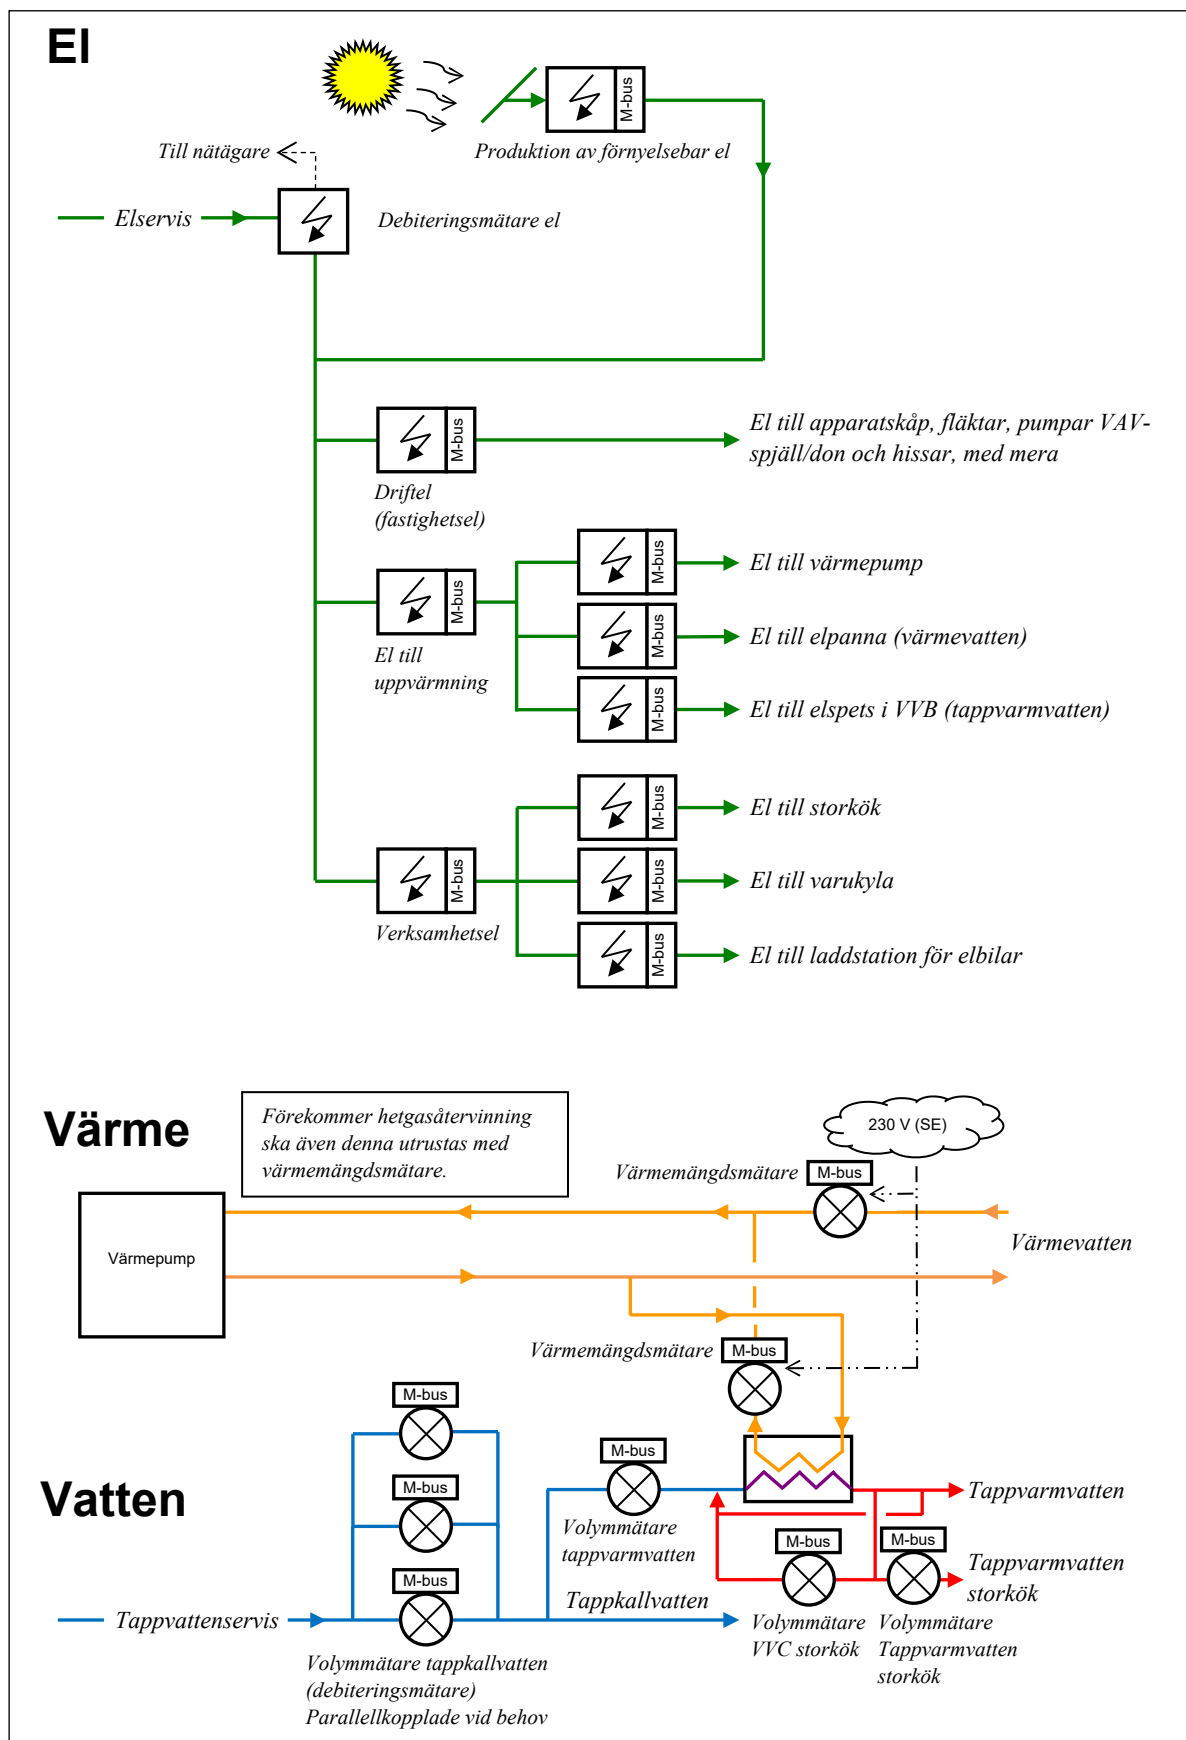 El
M-bus
Produktion av förnyelsebar el
Till nätägare
Elservis
Debiteringsmätare el
M-bus
El till apparatskåp, fläktar, pumpar VAV-
spjäll/don och hissar, med mera
Driftel
(fastighetsel)
M-bus
El till värmepump
M-bus
M-bus
El till elpanna (värmevatten)
El till
uppvärmning
M-bus
El till elspets i VVB (tappvarmvatten)
M-bus
El till storkök
M-bus
M-bus
El till varukyla
Verksamhetsel
M-bus
El till laddstation för elbilar
Värme
Förekommer hetgasåtervinning
ska även denna utrustas med
värmemängdsmätare.
230 V (SE)
Värmemängdsmätare
M-bus
Värmevatten
Värmepump
Värmemängdsmätare
M-bus
M-bus
M-bus
Vatten
M-bus
Tappvarmvatten
Volymmätare
tappvarmvatten
M-bus
M-bus
Tappvarmvatten
storkök
M-bus
Tappkallvatten
Tappvattenservis
Volymmätare
VVC storkök
Volymmätare
Tappvarmvatten
storkök
Volymmätare tappkallvatten
(debiteringsmätare)
Parallellkopplade vid behov